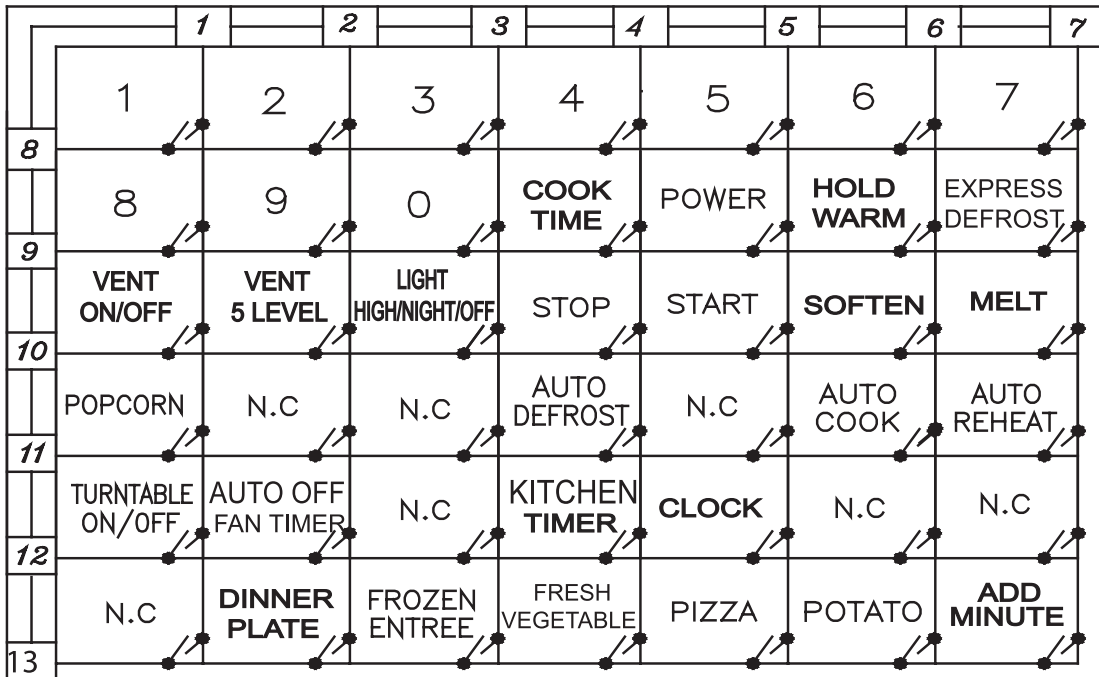 1 2 3 4 5 6 7
1 2 3 4 5 6 7
8
8 9 0 COOK TIME POWER HOLD WARM EXPRESS DEFROST
9
VENT ON/OFF VENT 5 LEVEL LIGHT HIGH/NIGHT/OFF STOP START SOFTEN MELT
10
POPCORN N.C N.C AUTO DEFROST N.C AUTO COOK AUTO REHEAT
11
TURNTABLE ON/OFF AUTO OFF FAN TIMER N.C KITCHEN TIMER CLOCK N.C N.C
12
N.C DINNER PLATE FROZEN ENTREE FRESH VEGETABLE PIZZA POTATO ADD MINUTE
13